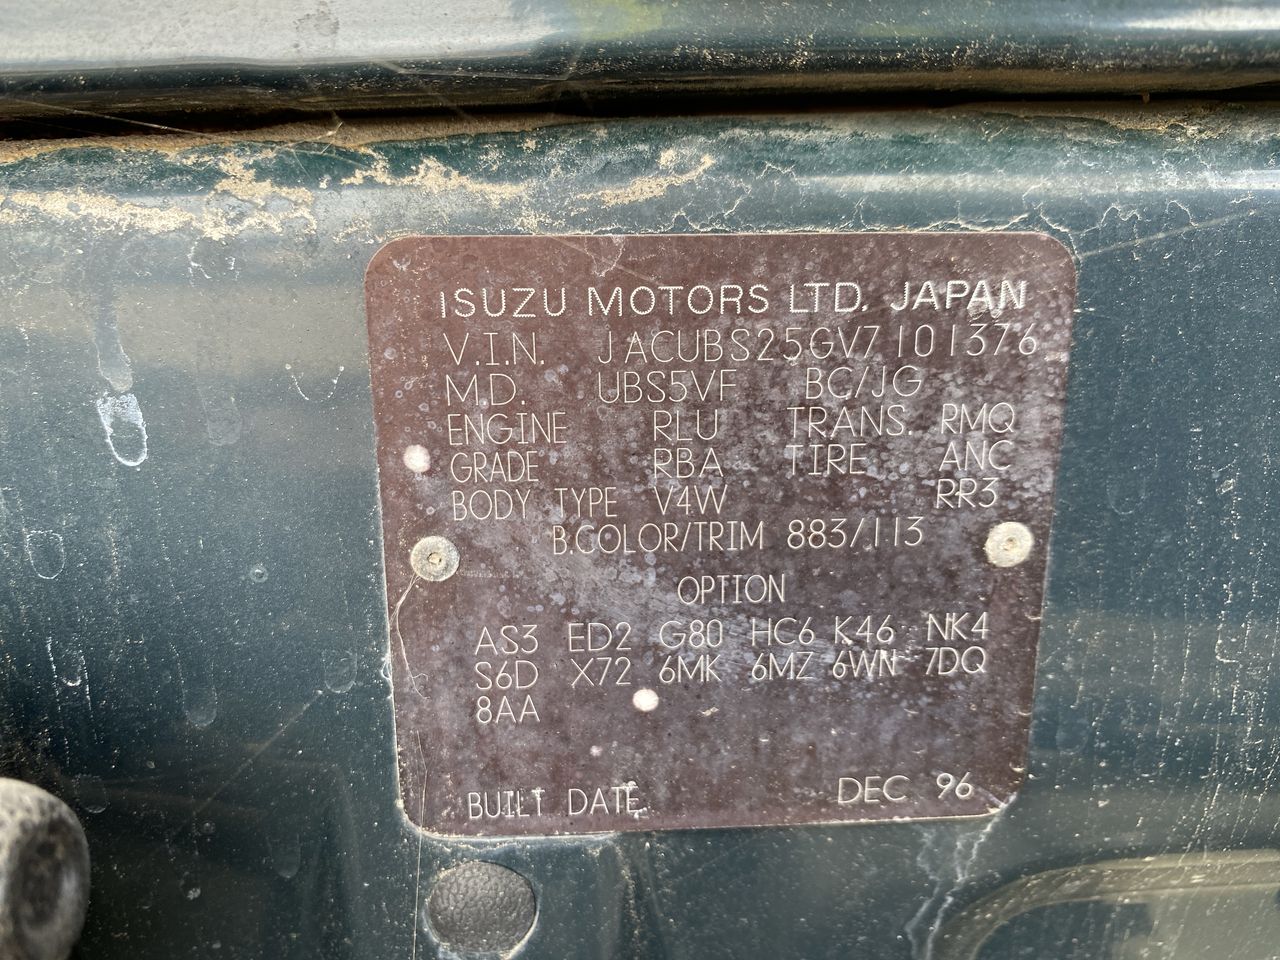 ISUZU MOTORS LTD. JAPAN
V.I.N. JACUBS25GV7101376
M.D. UBS5VF BC/JG
ENGINE RLU TRANS. RMQ
GRADE RBA TIRE ANC
BODY TYPE V4W RR3
B.COLOR/TRIM 883/113
OPTION
AS3 ED2 G80 HC6 K46 NK4
S6D X72 6MK 6MZ 6WN 7DQ
8AA
BUILT DATE DEC 96